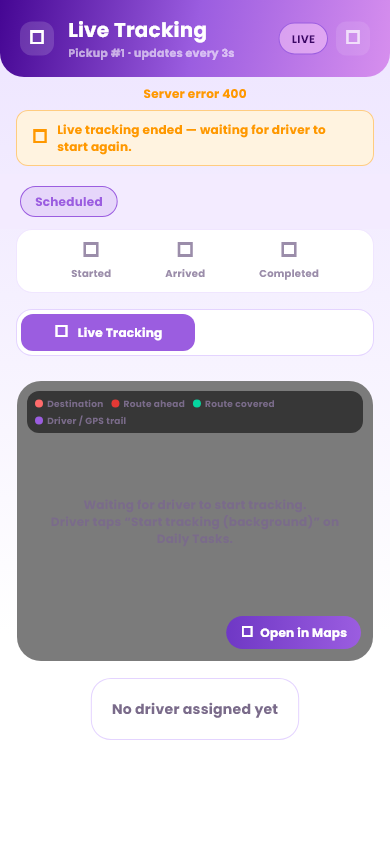 Live Tracking
Pickup #1 · updates every 3s
LIVE
Server error 400
Live tracking ended — waiting for driver to
start again.
Scheduled
Started
Arrived
Completed
Live Tracking
Destination
Route ahead
Route covered
Driver / GPS trail
Waiting for driver to start tracking.
Driver taps "Start tracking (background)" on
Daily Tasks.
Open in Maps
No driver assigned yet